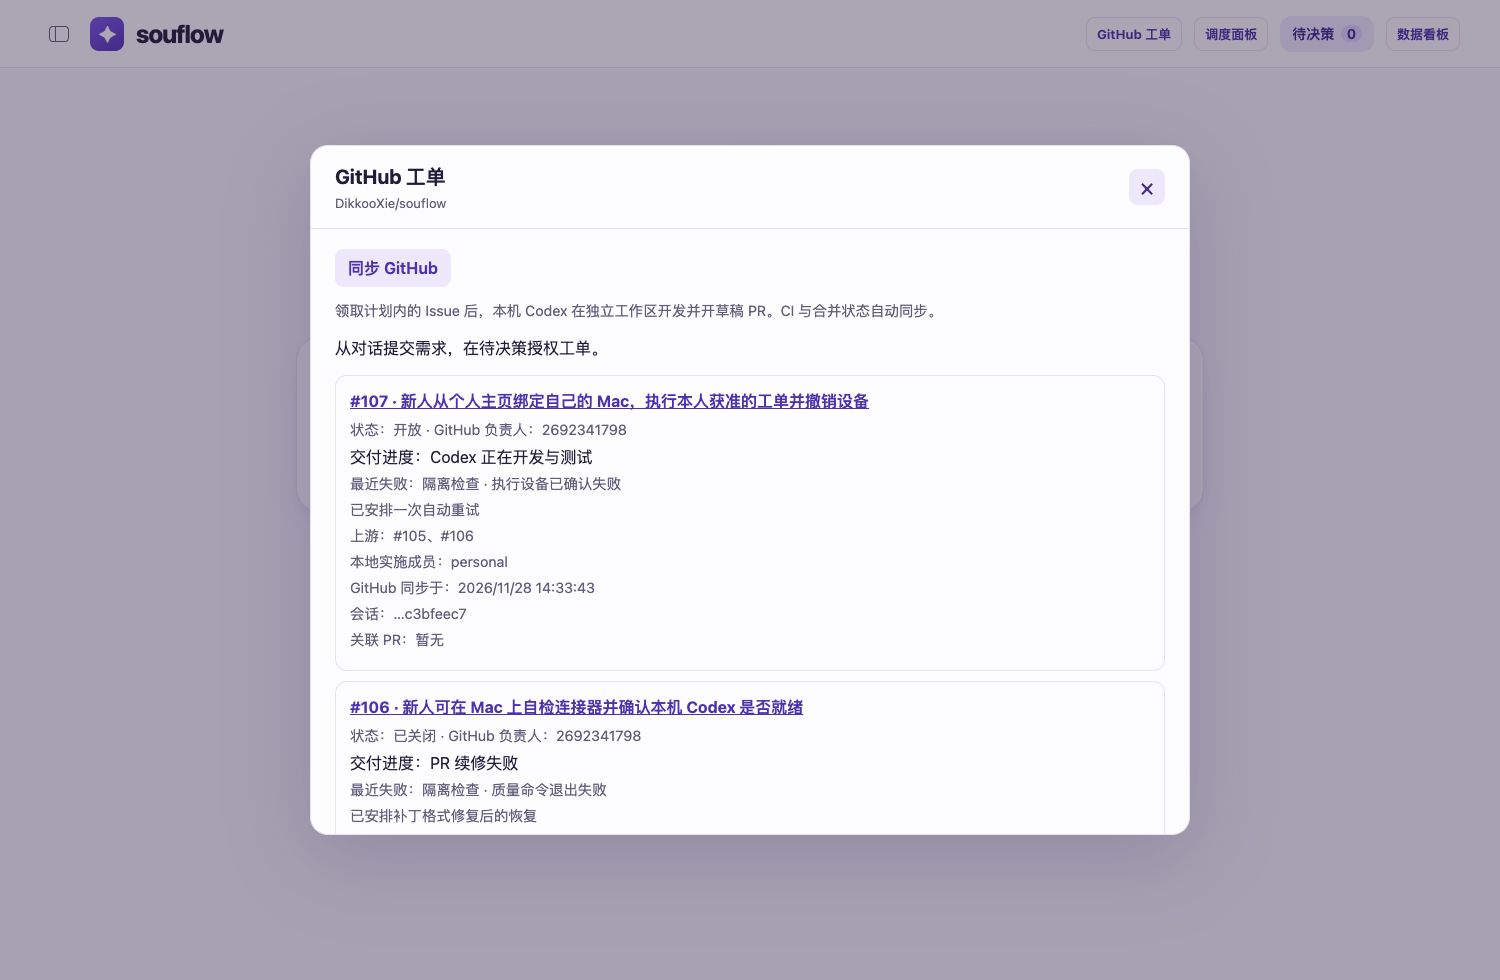 souflow
GitHub 工单
调度面板
待决策 0
数据看板
GitHub 工单
DikkooXie/souflow
同步 GitHub
领取计划内的 Issue 后，本机 Codex 在独立工作区开发并开草稿 PR。CI 与合并状态自动同步。
从对话提交需求，在待决策授权工单。
#107 · 新人从个人主页绑定自己的 Mac，执行本人获准的工单并撤销设备
状态：开放 · GitHub 负责人：2692341798
交付进度：Codex 正在开发与测试
最近失败：隔离检查 · 执行设备已确认失败
已安排一次自动重试
上游：#105、#106
本地实施成员：personal
GitHub 同步于：2026/11/28 14:33:43
会话：…c3bfeec7
关联 PR：暂无
#106 · 新人可在 Mac 上自检连接器并确认本机 Codex 是否就绪
状态：已关闭 · GitHub 负责人：2692341798
交付进度：PR 续修失败
最近失败：隔离检查 · 质量命令退出失败
已安排补丁格式修复后的恢复